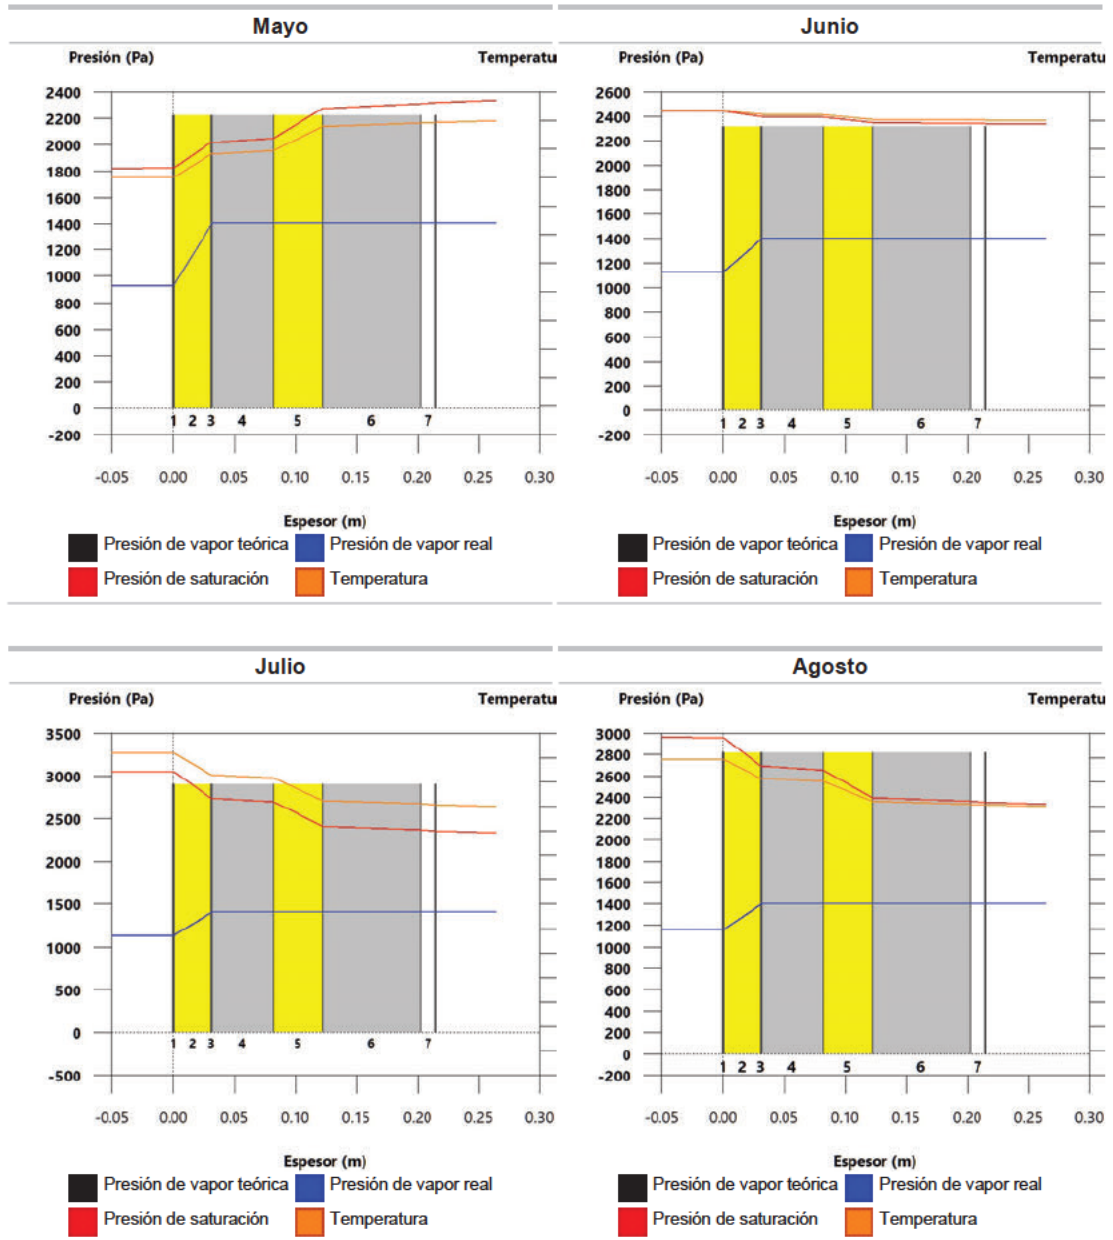 Mayo
Presión (Pa) Temperatu
2400
2200
2000
1800
1600
1400
1200
1000
800
600
400
200
0
-200
1 2 3 4 5 6 7
-0.05 0.00 0.05 0.10 0.15 0.20 0.25 0.30
Espesor (m)
Presión de vapor teórica Presión de vapor real
Presión de saturación Temperatura
Junio
Presión (Pa) Temperatu
2600
2400
2200
2000
1800
1600
1400
1200
1000
800
600
400
200
0
-200
1 2 3 4 5 6 7
-0.05 0.00 0.05 0.10 0.15 0.20 0.25 0.30
Espesor (m)
Presión de vapor teórica Presión de vapor real
Presión de saturación Temperatura
Julio
Presión (Pa) Temperatu
3500
3000
2500
2000
1500
1000
500
0
-500
1 2 3 4 5 6 7
-0.05 0.00 0.05 0.10 0.15 0.20 0.25 0.30
Espesor (m)
Presión de vapor teórica Presión de vapor real
Presión de saturación Temperatura
Agosto
Presión (Pa) Temperatu
3000
2800
2600
2400
2200
2000
1800
1600
1400
1200
1000
800
600
400
200
0
-200
1 2 3 4 5 6 7
-0.05 0.00 0.05 0.10 0.15 0.20 0.25 0.30
Espesor (m)
Presión de vapor teórica Presión de vapor real
Presión de saturación Temperatura